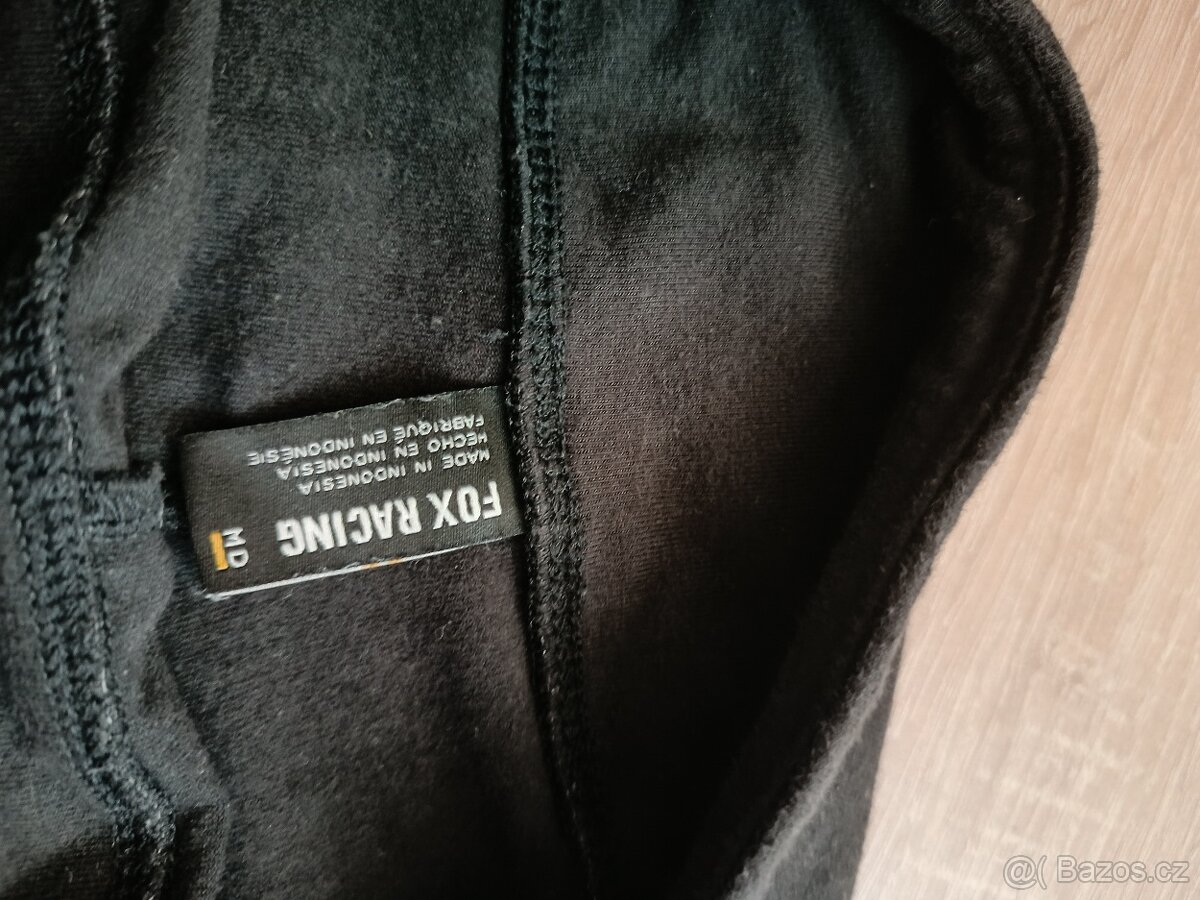 FOX RACING
MADE IN INDONESIA
HECHO EN INDONESIA
FABRIQUÉ EN INDONÉSIE
MD
@( Bazos.cz